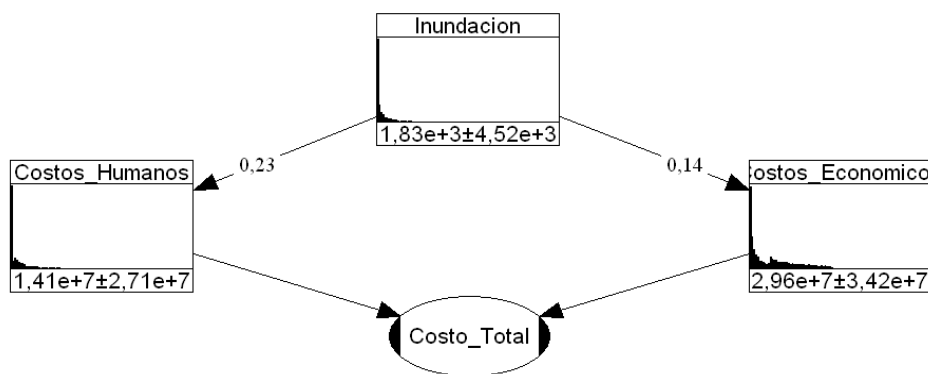 Inundacion
1,83e+3±4,52e+3
0,23
0,14
Costos_Humanos
1,41e+7±2,71e+7
Costos_Economico
2,96e+7±3,42e+7
Costo_Total